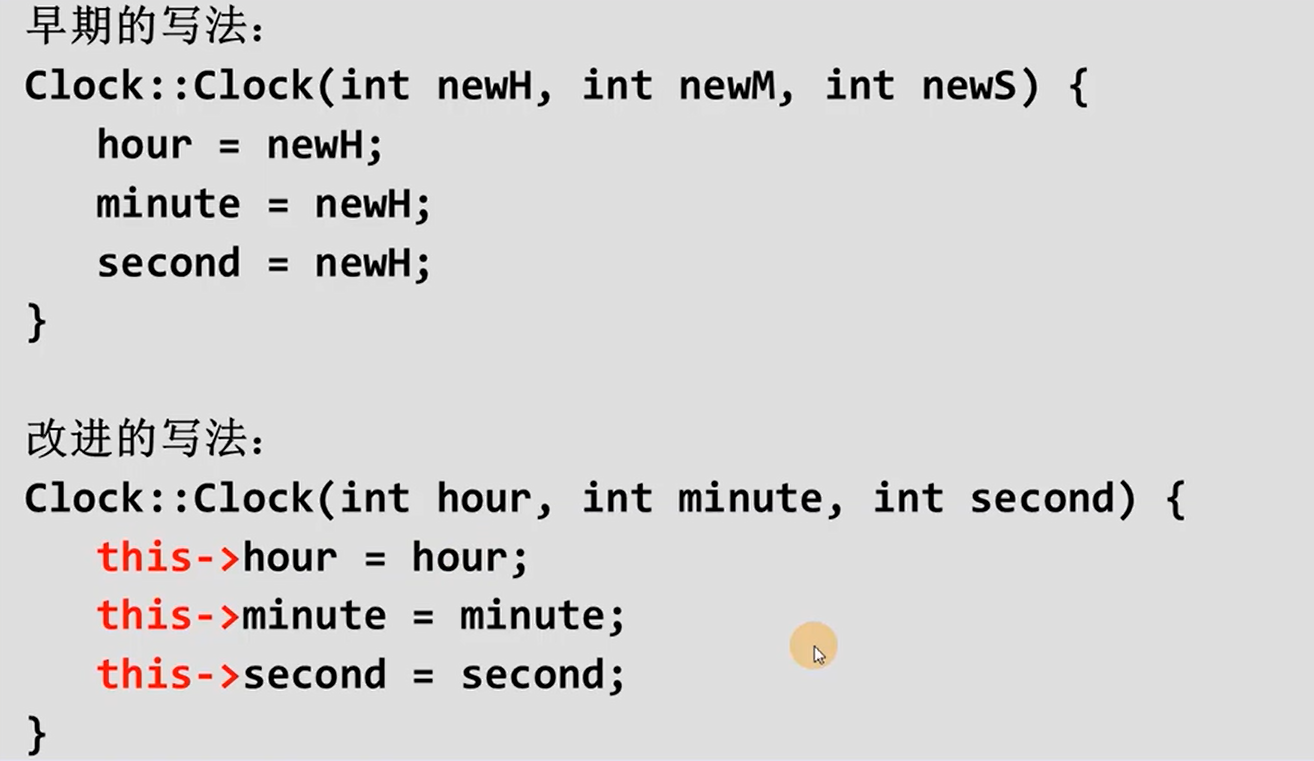 早期的写法：
Clock::Clock(int newH, int newM, int newS) {
hour = newH;
minute = newH;
second = newH;
}
改进的写法：
Clock::Clock(int hour, int minute, int second) {
this->hour = hour;
this->minute = minute;
this->second = second;
}